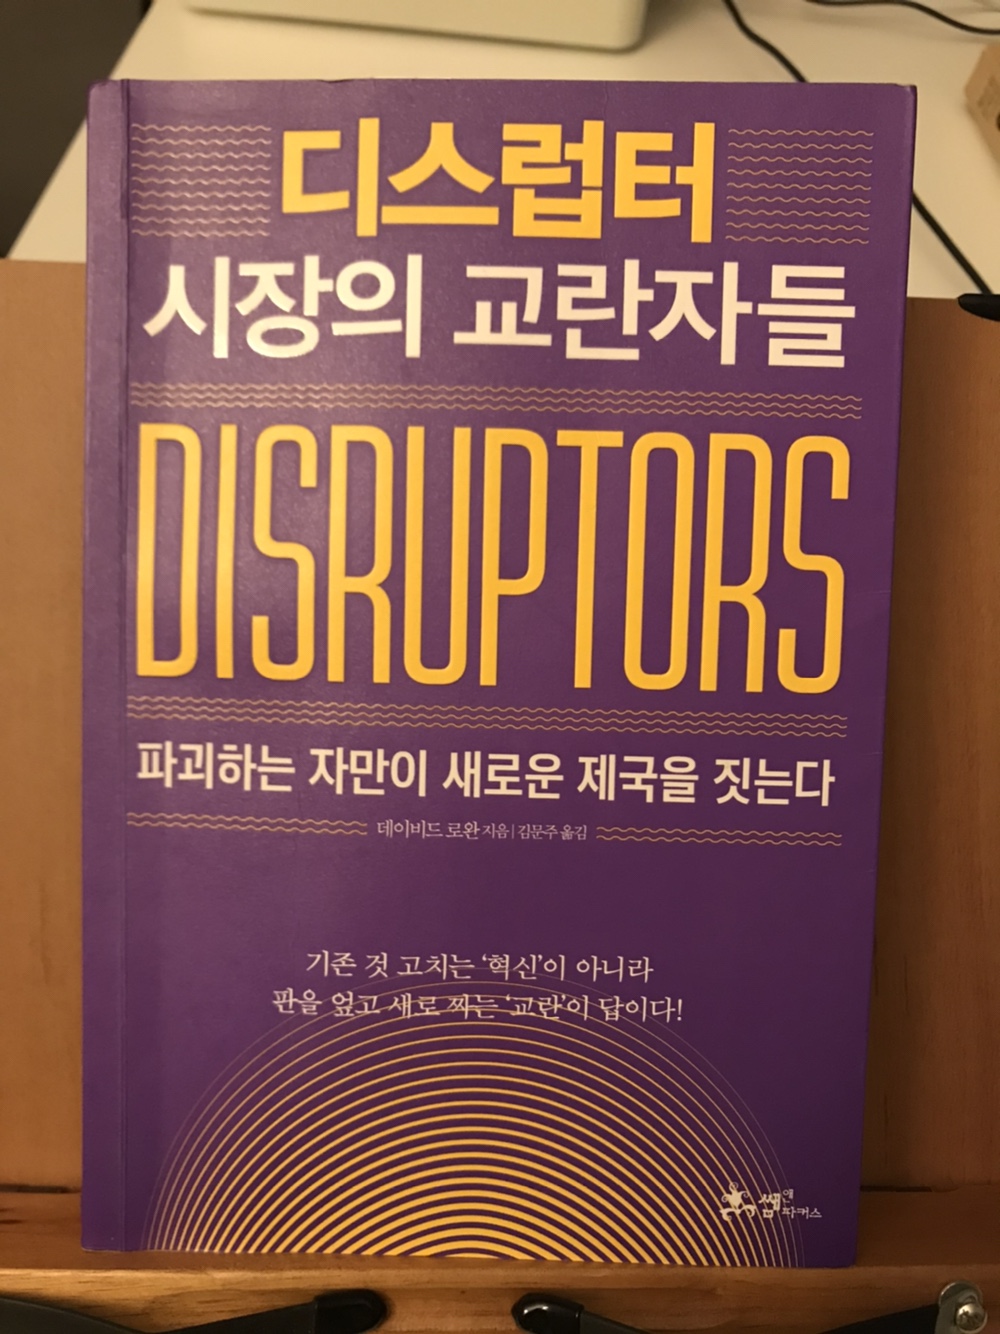 디스럽터
시장의 교란자들
DISRUPTORS
파괴하는 자만이 새로운 제국을 짓는다
데이비드 로완 지음 | 김문주 옮김
기존 것 고치는 ‘혁신’이 아니라
판을 엎고 새로 짜는 ‘교란’이 답이다!
쌤앤파커스